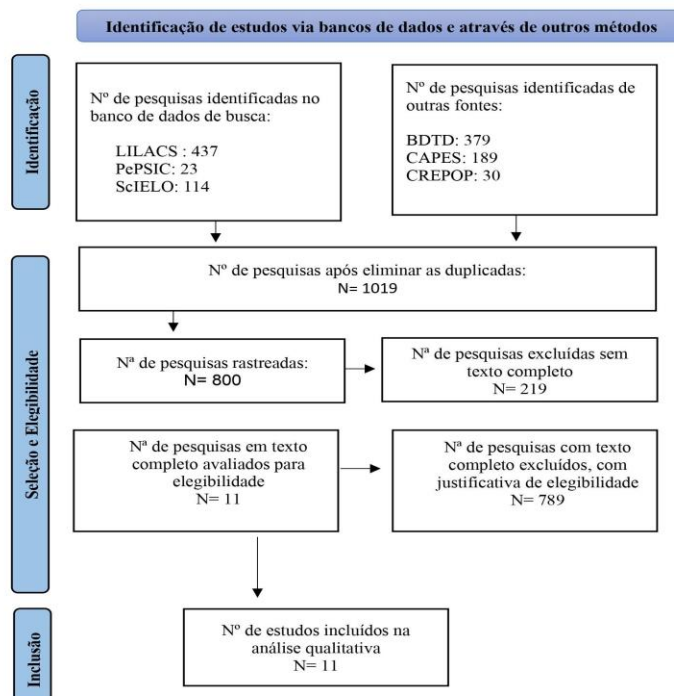 Identificação de estudos via bancos de dados e através de outros métodos
Identificação
Nº de pesquisas identificadas no
banco de dados de busca:
LILACS : 437
PePSIC: 23
ScIELO: 114
Nº de pesquisas identificadas de
outras fontes:
BDTD: 379
CAPES: 189
CREPOP: 30
Seleção e Elegibilidade
Nº de pesquisas após eliminar as duplicadas:
N= 1019
Nª de pesquisas rastreadas:
N= 800
Nª de pesquisas excluídas sem
texto completo
N= 219
Nª de pesquisas em texto
completo avaliados para
elegibilidade
N= 11
Nª de pesquisas com texto
completo excluídos, com
justificativa de elegibilidade
N= 789
Inclusão
Nº de estudos incluídos na
análise qualitativa
N= 11